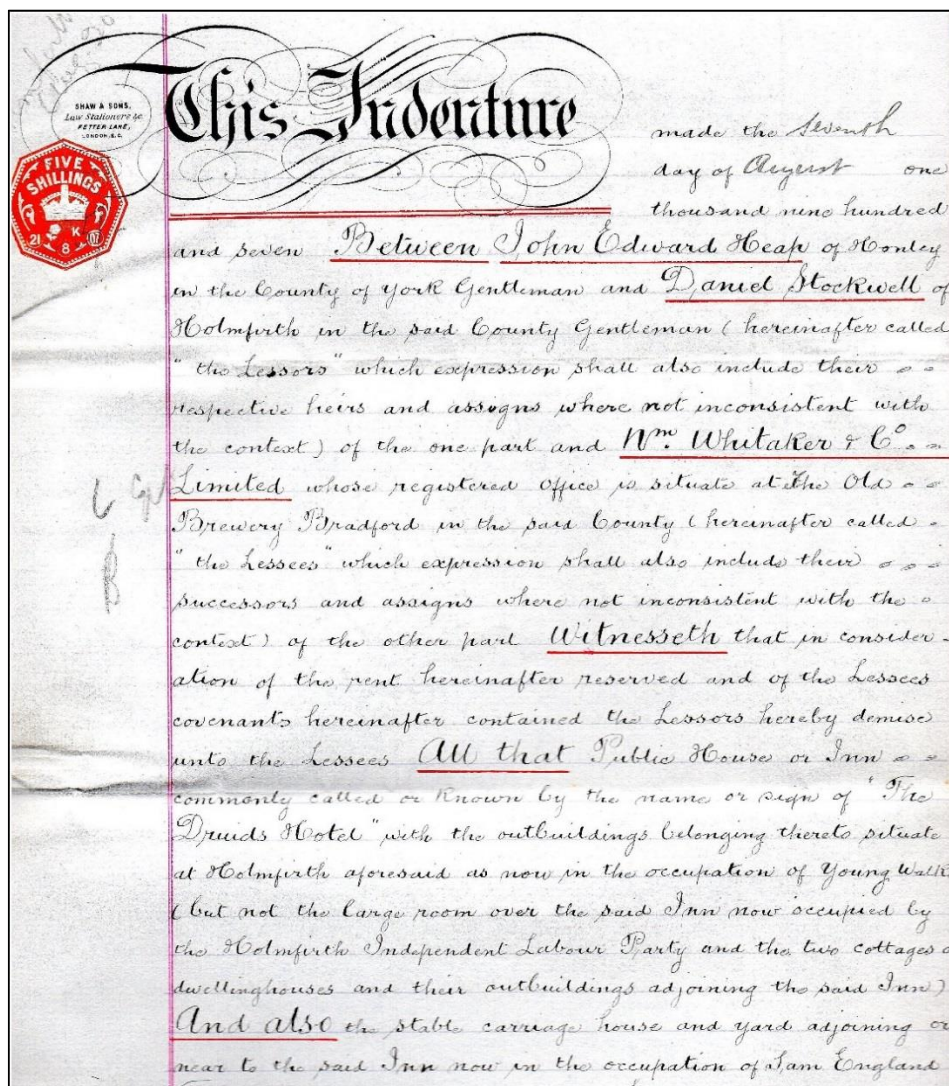 SHAW & SONS,
Law Stationers &c
FETTER LANE,
LONDON, E.C.
This Indenture
made the Seventh
FIVE
SHILLINGS
21 K
8 07
day of August one
thousand nine hundred
and seven Between John Edward Heap of Honley
in the County of York Gentleman and Daniel Stockwell of
Holmfirth in the said County Gentleman (hereinafter called
"the Lessors" which expression shall also include their
respective heirs and assigns where not inconsistent with
the context) of the one part and Wm. Whitaker & Co.
Limited whose registered office is situate at The Old
Brewery Bradford in the said County (hereinafter called
"the Lessees" which expression shall also include their
successors and assigns where not inconsistent with the
context) of the other part Witnesseth that in consider-
ation of the rent hereinafter reserved and of the Lessees
covenants hereinafter contained the Lessors hereby demise
unto the Lessees All that Public House or Inn
commonly called or known by the name or sign of "The
Druids Hotel" with the outbuildings belonging thereto situate
at Holmfirth aforesaid as now in the occupation of Young
(but not the large room over the said Inn now occupied by
the Holmfirth Independent Labour Party and the two cottages
dwellinghouses and their outbuildings adjoining the said Inn)
And also the stable carriage house and yard adjoining or
near to the said Inn now in the occupation of Sam England